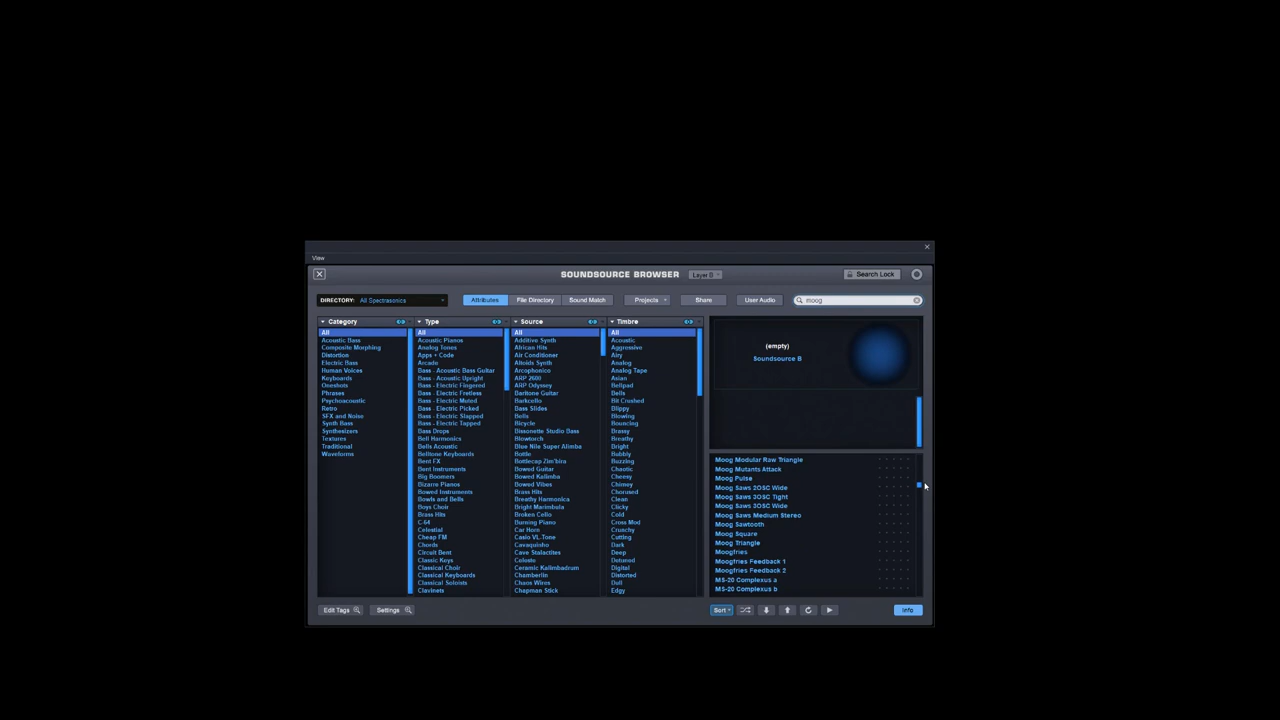 View
SOUNDSOURCE BROWSER
Layer B
Search Lock
DIRECTORY: All Spectrasonics
Attributes
File Directory
Sound Match
Projects
Share
User Audio
moog
Category
All
Acoustic Bass
Composite Morphing
Distortion
Electric Bass
Human Voices
Keyboards
Oneshots
Phrases
Psychoacoustic
Retro
SFX and Noise
Synth Bass
Synthesizers
Textures
Traditional
Waveforms
Type
All
Acoustic Pianos
Analog Tones
Apps + Code
Arcade
Bass - Acoustic Bass Guitar
Bass - Acoustic Upright
Bass - Electric Fingered
Bass - Electric Fretless
Bass - Electric Muted
Bass - Electric Picked
Bass - Electric Slapped
Bass - Electric Tapped
Bass Drops
Bell Harmonics
Bells Acoustic
Belltone Keyboards
Bent FX
Bent Instruments
Big Boomers
Bizarre Pianos
Bowed Instruments
Bowls and Bells
Boys Choir
Brass Hits
C-64
Celestial
Cheap FM
Chords
Circuit Bent
Classic Keys
Classical Choir
Classical Keyboards
Classical Soloists
Clavinets
Source
All
Additive Synth
African Hits
Air Conditioner
Altoids Synth
Arcophonico
ARP 2600
ARP Odyssey
Baritone Guitar
Bass Slides
Bells
Bicycle
Bissonette Studio Bass
Blowtorch
Blue Nile Super Alimba
Bottle
Bottlecap Zim'bira
Bowed Guitar
Bowed Kalimba
Bowed Vibes
Brass Hits
Breathy Harmonica
Bright Marimbula
Broken Cello
Burning Piano
Car Horn
Casio VL-Tone
Cavaquinho
Cave Stalactites
Celeste
Ceramic Kalimbadrum
Chamberlin
Chaos Wires
Chapman Stick
Timbre
All
Acoustic
Aggressive
Airy
Analog
Analog Tape
Asian
Bellpad
Bells
Bit Crushed
Blippy
Blowing
Bouncing
Brassy
Breathy
Bright
Bubbly
Buzzing
Chaotic
Cheesy
Chimey
Chorused
Clean
Clicky
Cold
Cross Mod
Crunchy
Cutting
Dark
Deep
Detuned
Digital
Distorted
Dull
Edgy
(empty)
Soundsource B
Moog Modular Raw Triangle
Moog Mutants Attack
Moog Pulse
Moog Saws 2OSC Wide
Moog Saws 3OSC Tight
Moog Saws 3OSC Wide
Moog Saws Medium Stereo
Moog Sawtooth
Moog Square
Moog Triangle
Moogfries
Moogfries Feedback 1
Moogfries Feedback 2
MS-20 Complexus a
MS-20 Complexus b
Edit Tags
Settings
Sort
Info